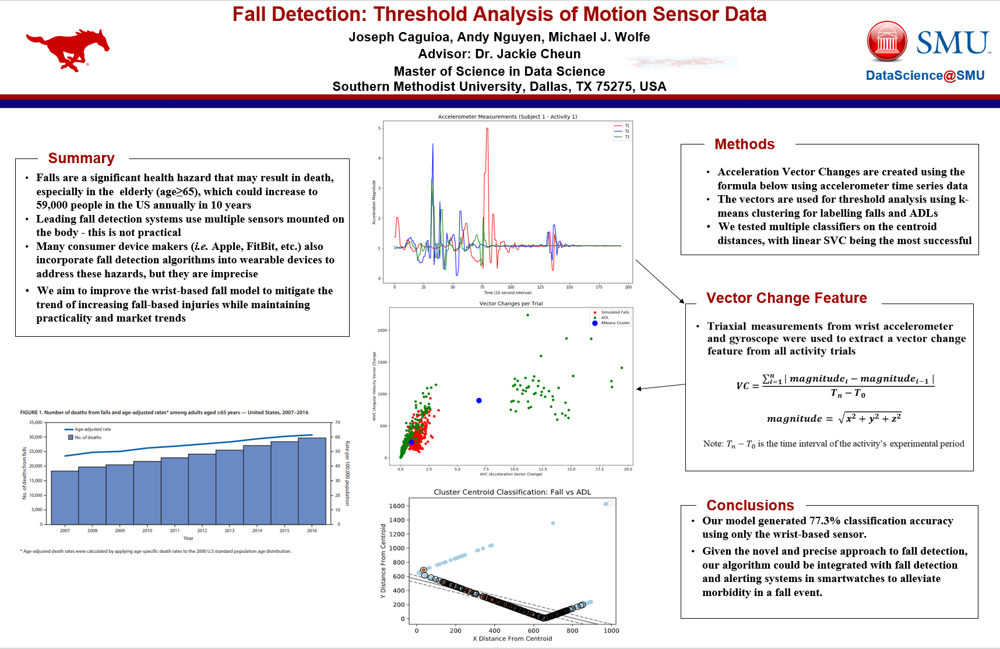 Fall Detection: Threshold Analysis of Motion Sensor Data
Joseph Caguioa, Andy Nguyen, Michael J. Wolfe
Advisor: Dr. Jackie Cheun
Master of Science in Data Science
Southern Methodist University, Dallas, TX 75275, USA
SMU
DataScience@SMU
Summary
• Falls are a significant health hazard that may result in death,
especially in the elderly (age≥65), which could increase to
59,000 people in the US annually in 10 years
• Leading fall detection systems use multiple sensors mounted on
the body - this is not practical
• Many consumer device makers (i.e. Apple, FitBit, etc.) also
incorporate fall detection algorithms into wearable devices to
address these hazards, but they are imprecise
• We aim to improve the wrist-based fall model to mitigate the
trend of increasing fall-based injuries while maintaining
practicality and market trends
FIGURE 1. Number of deaths from falls and age-adjusted rates* among adults aged ≥65 years — United States, 2007–2016
Age-adjusted rate
No. of deaths
No. of deaths from falls
35,000
30,000
25,000
20,000
15,000
10,000
5,000
0
70
60
50
40
30
20
10
0
Rate per 100,000 population
2007 2008 2009 2010 2011 2012 2013 2014 2015 2016
Year
* Age-adjusted death rates were calculated by applying age-specific death rates to the 2000 U.S standard population age distribution.
Accelerometer Measurements (Subject 1 - Activity 1)
T1
T2
T3
Acceleration Magnitude
5
4
3
2
1
0
0 25 50 75 100 125 150 175 200
Time (10 second interval)
Vector Changes per Trial
Simulated Falls
ADL
KMeans Cluster
WVC (Angular Velocity Vector Change)
2000
1500
1000
500
0
0.0 2.5 5.0 7.5 10.0 12.5 15.0 17.5 20.0
AVC (Acceleration Vector Change)
Cluster Centroid Classification: Fall vs ADL
Y Distance From Centroid
1600
1400
1200
1000
800
600
400
200
0
0 200 400 600 800 1000
X Distance From Centroid
Methods
• Acceleration Vector Changes are created using the
formula below using accelerometer time series data
• The vectors are used for threshold analysis using k-
means clustering for labelling falls and ADLs
• We tested multiple classifiers on the centroid
distances, with linear SVC being the most successful
Vector Change Feature
• Triaxial measurements from wrist accelerometer
and gyroscope were used to extract a vector change
feature from all activity trials
VC = ∑ⁿᵢ₌₁ | magnitudeᵢ − magnitudeᵢ₋₁ | / Tₙ − T₀
magnitude = √x² + y² + z²
Note: Tₙ − T₀ is the time interval of the activity's experimental period
Conclusions
• Our model generated 77.3% classification accuracy
using only the wrist-based sensor.
• Given the novel and precise approach to fall detection,
our algorithm could be integrated with fall detection
and alerting systems in smartwatches to alleviate
morbidity in a fall event.